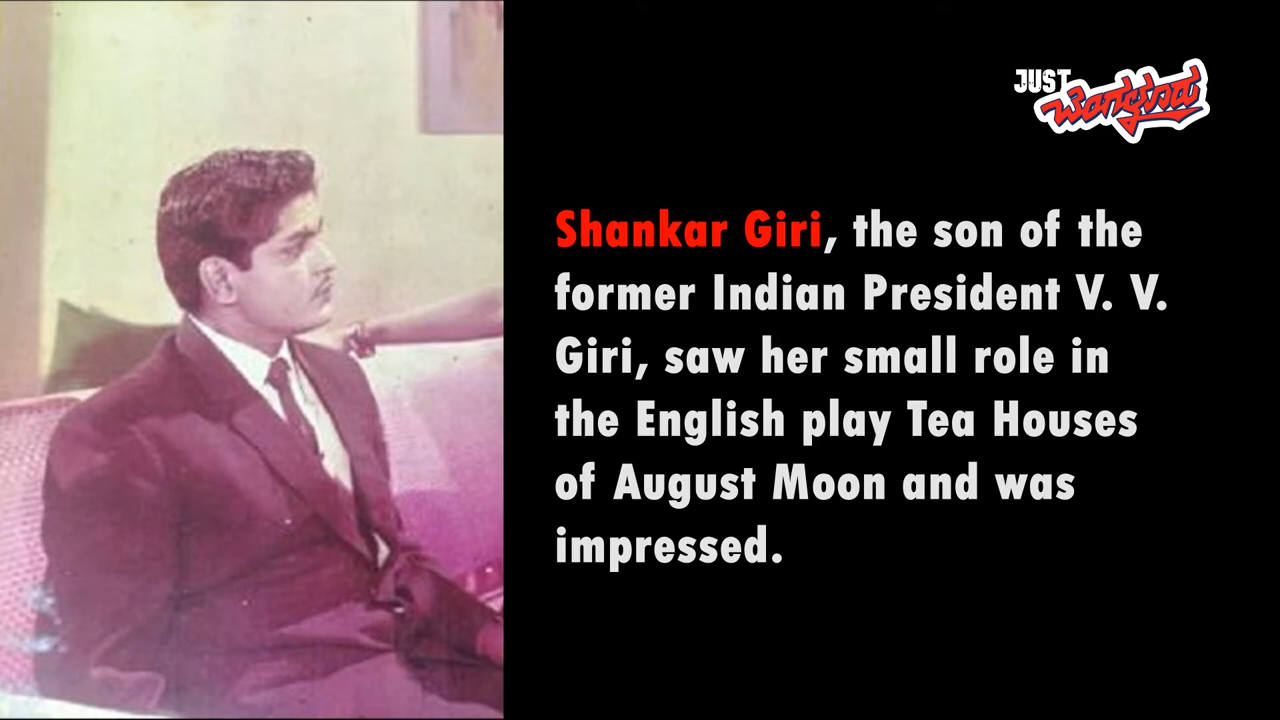 JUST
ಬೆಂಗಳೂರು
Shankar Giri, the son of the
former Indian President V. V.
Giri, saw her small role in
the English play Tea Houses
of August Moon and was
impressed.